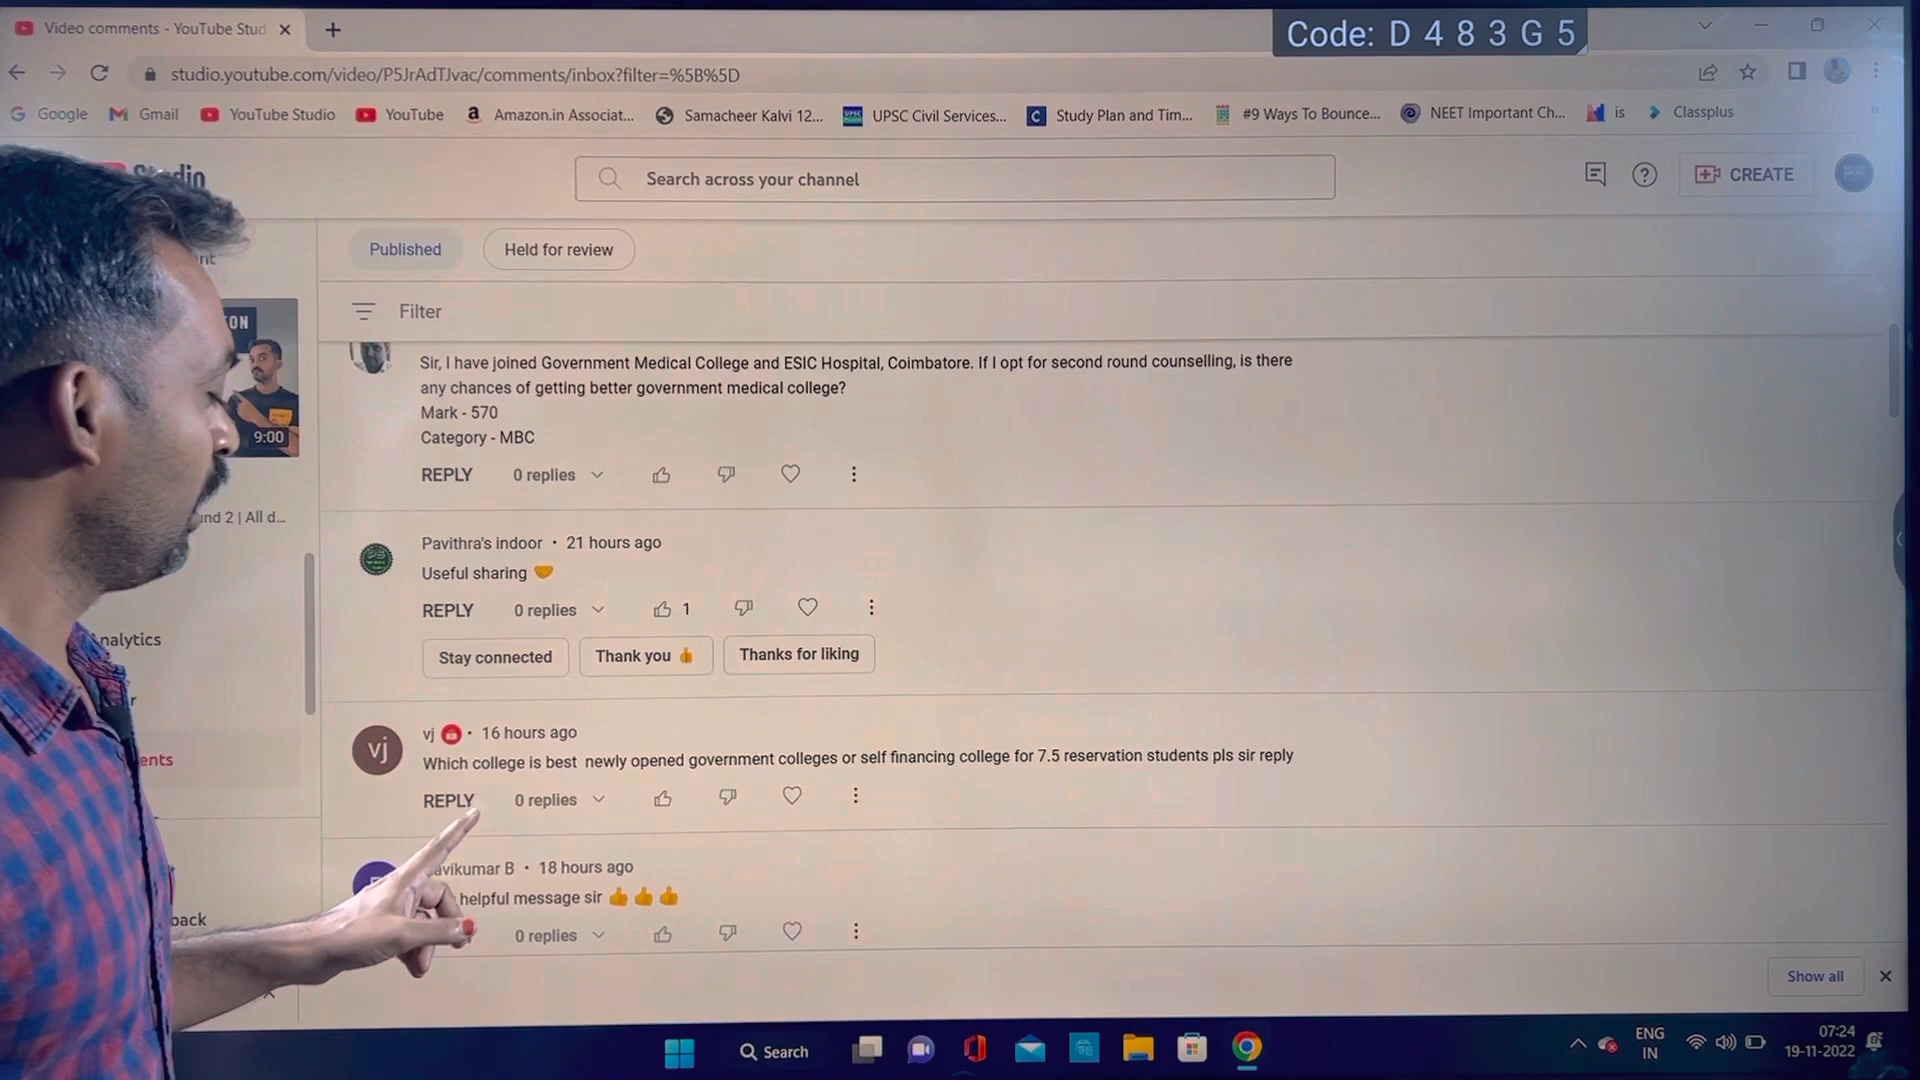 Video comments - YouTube Stud
Code: D 4 8 3 G 5
studio.youtube.com/video/P5JrAdTJvac/comments/inbox?filter=%5B%5D
Google
Gmail
YouTube Studio
YouTube
Amazon.in Associat...
Samacheer Kalvi 12...
UPSC Civil Services...
Study Plan and Tim...
#9 Ways To Bounce...
NEET Important Ch...
is
Classplus
Search across your channel
CREATE
Published
Held for review
Filter
ON
9:00
Sir, I have joined Government Medical College and ESIC Hospital, Coimbatore. If I opt for second round counselling, is there
any chances of getting better government medical college?
Mark - 570
Category - MBC
REPLY 0 replies
nd 2 | All d...
Pavithra's indoor • 21 hours ago
Useful sharing
REPLY 0 replies 1
Stay connected
Thank you 👍
Thanks for liking
nalytics
vj
vj • 16 hours ago
Which college is best newly opened government colleges or self financing college for 7.5 reservation students pls sir reply
REPLY 0 replies
ents
avikumar B • 18 hours ago
helpful message sir 👍👍👍
0 replies
back
Show all
Search
ENG
IN
07:24
19-11-2022